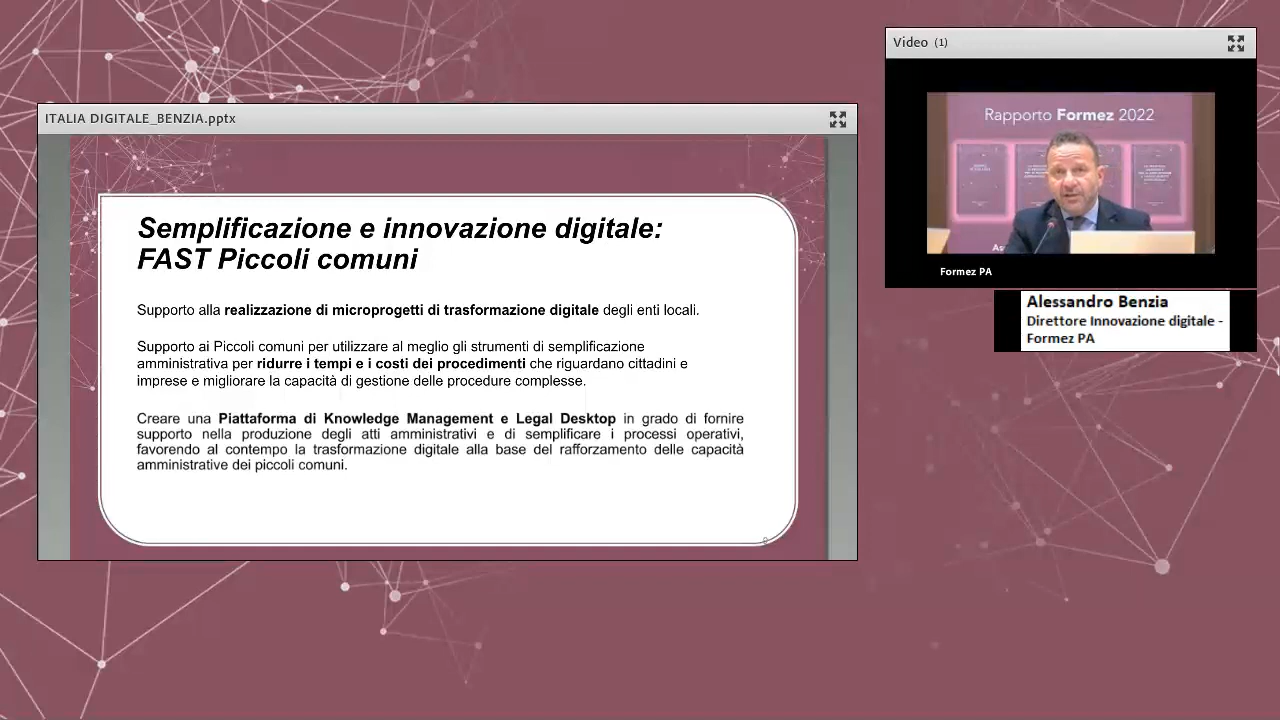 ITALIA DIGITALE_BENZIA.pptx
Semplificazione e innovazione digitale:
FAST Piccoli comuni
Supporto alla realizzazione di microprogetti di trasformazione digitale degli enti locali.
Supporto ai Piccoli comuni per utilizzare al meglio gli strumenti di semplificazione
amministrativa per ridurre i tempi e i costi dei procedimenti che riguardano cittadini e
imprese e migliorare la capacità di gestione delle procedure complesse.
Creare una Piattaforma di Knowledge Management e Legal Desktop in grado di fornire
supporto nella produzione degli atti amministrativi e di semplificare i processi operativi,
favorendo al contempo la trasformazione digitale alla base del rafforzamento delle capacità
amministrative dei piccoli comuni.
Video (1)
Rapporto Formez 2022
Formez PA
Alessandro Benzia
Direttore Innovazione digitale -
Formez PA